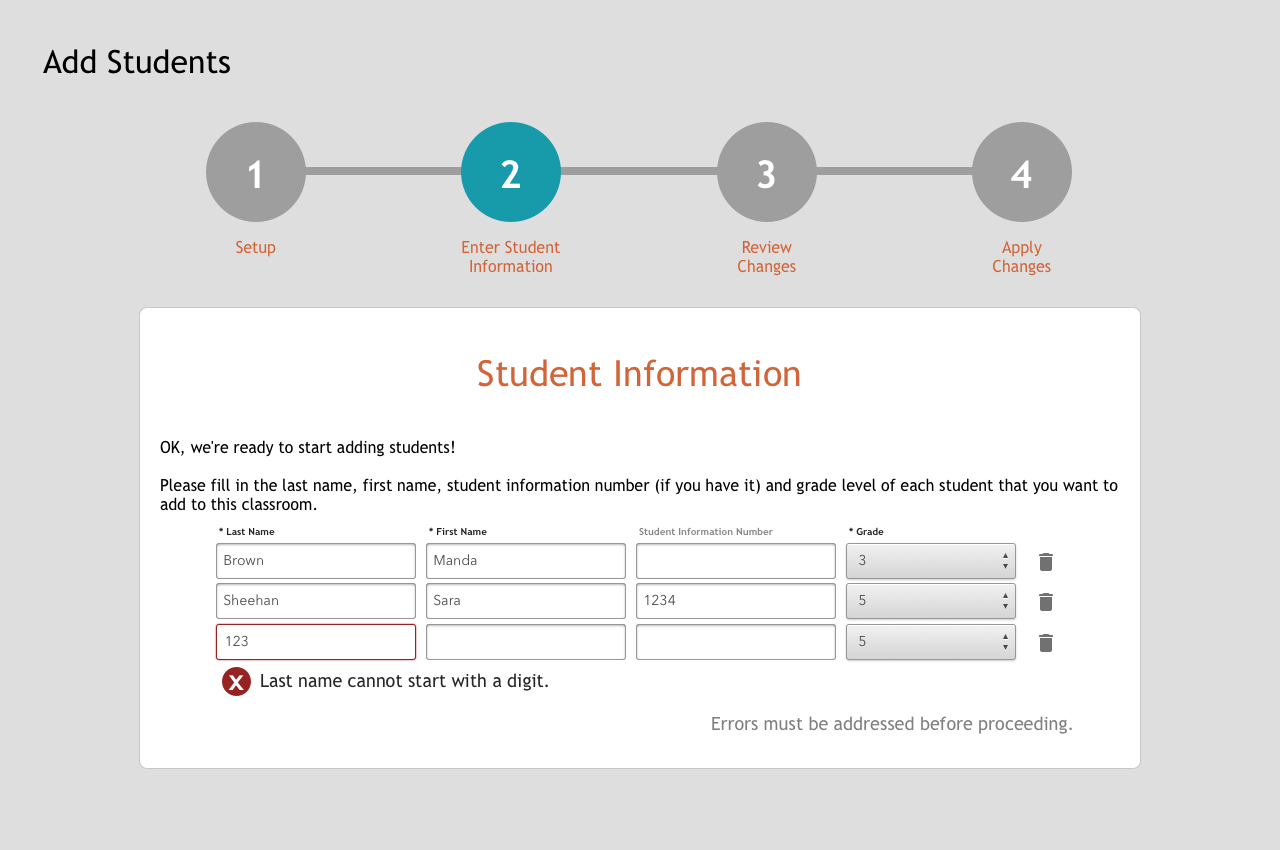 Add Students
1 2 3 4
Setup Enter Student Review Apply
Information Changes Changes
Student Information
OK, we're ready to start adding students!
Please fill in the last name, first name, student information number (if you have it) and grade level of each student that you want to
add to this classroom.
* Last Name * First Name Student Information Number * Grade
Brown Manda 3
Sheehan Sara 1234 5
123 5
X Last name cannot start with a digit.
Errors must be addressed before proceeding.